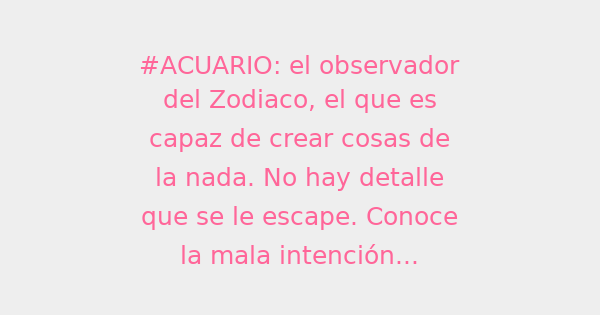 #ACUARIO: el observador
del Zodiaco, el que es
capaz de crear cosas de
la nada. No hay detalle
que se le escape. Conoce
la mala intención...